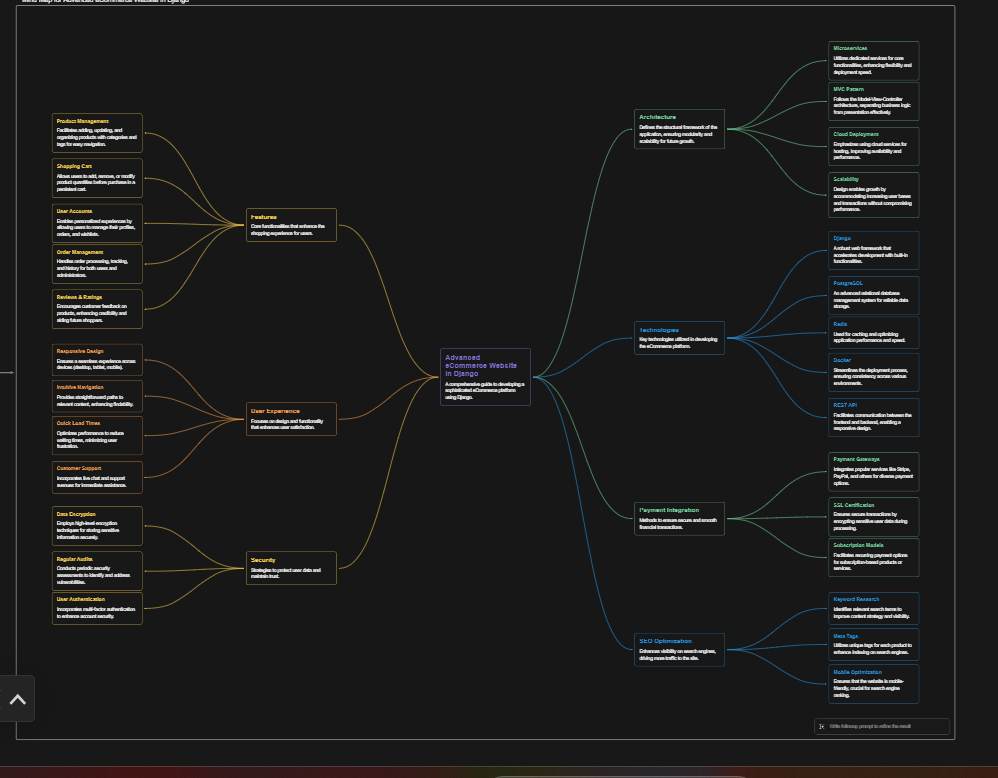 Mind Map for Advanced eCommerce Website in Django
Product Management
Facilitates adding, updating, and
organizing products with categories and
tags for easy navigation.
Shopping Cart
Allows users to add, remove, or modify
product quantities before purchase in a
persistent cart.
User Accounts
Enables personalized experiences by
allowing users to manage their profiles,
orders, and wishlists.
Order Management
Handles order processing, tracking,
and history for both users and
administrators.
Reviews & Ratings
Encourages customer feedback on
products, enhancing credibility and
aiding future shoppers.
Features
Core functionalities that enhance the
shopping experience for users.
Responsive Design
Ensures a seamless experience across
devices (desktop, tablet, mobile).
Intuitive Navigation
Provides straightforward paths to
relevant content, enhancing findability.
Quick Load Times
Optimizes performance to reduce
waiting times, minimizing user
frustration.
Customer Support
Incorporates live chat and support
avenues for immediate assistance.
User Experience
Focuses on design and functionality
that enhances user satisfaction.
Data Encryption
Employs high-level encryption
techniques for storing sensitive
information securely.
Regular Audits
Conducts periodic security
assessments to identify and address
vulnerabilities.
User Authentication
Incorporates multi-factor authentication
to enhance account security.
Security
Strategies to protect user data and
maintain trust.
Advanced
eCommerce Website
in Django
A comprehensive guide to developing a
sophisticated eCommerce platform
using Django.
Architecture
Defines the structural framework of the
application, ensuring modularity and
scalability for future growth.
Microservices
Utilizes dedicated services for core
functionalities, enhancing flexibility and
deployment speed.
MVC Pattern
Follows the Model-View-Controller
architecture, separating business logic
from presentation effectively.
Cloud Deployment
Emphasizes using cloud services for
hosting, improving availability and
performance.
Scalability
Design enables growth by
accommodating increasing user bases
and transactions without compromising
performance.
Technologies
Key technologies utilized in developing
the eCommerce platform.
Django
A robust web framework that
accelerates development with built-in
functionalities.
PostgreSQL
An advanced relational database
management system for reliable data
storage.
Redis
Used for caching and optimizing
application performance and speed.
Docker
Streamlines the deployment process,
ensuring consistency across various
environments.
REST API
Facilitates communication between the
frontend and backend, enabling a
responsive design.
Payment Integration
Methods to ensure secure and smooth
financial transactions.
Payment Gateways
Integrates popular services like Stripe,
PayPal, and others for diverse payment
options.
SSL Certification
Ensures secure transactions by
encrypting sensitive user data during
processing.
Subscription Models
Facilitates recurring payment options
for subscription-based products or
services.
SEO Optimization
Enhances visibility on search engines,
driving more traffic to the site.
Keyword Research
Identifies relevant search terms to
improve content strategy and visibility.
Meta Tags
Utilizes unique tags for each product to
enhance indexing on search engines.
Mobile Optimization
Ensures that the website is mobile-
friendly, crucial for search engine
ranking.
Write follow-up prompt to refine the result